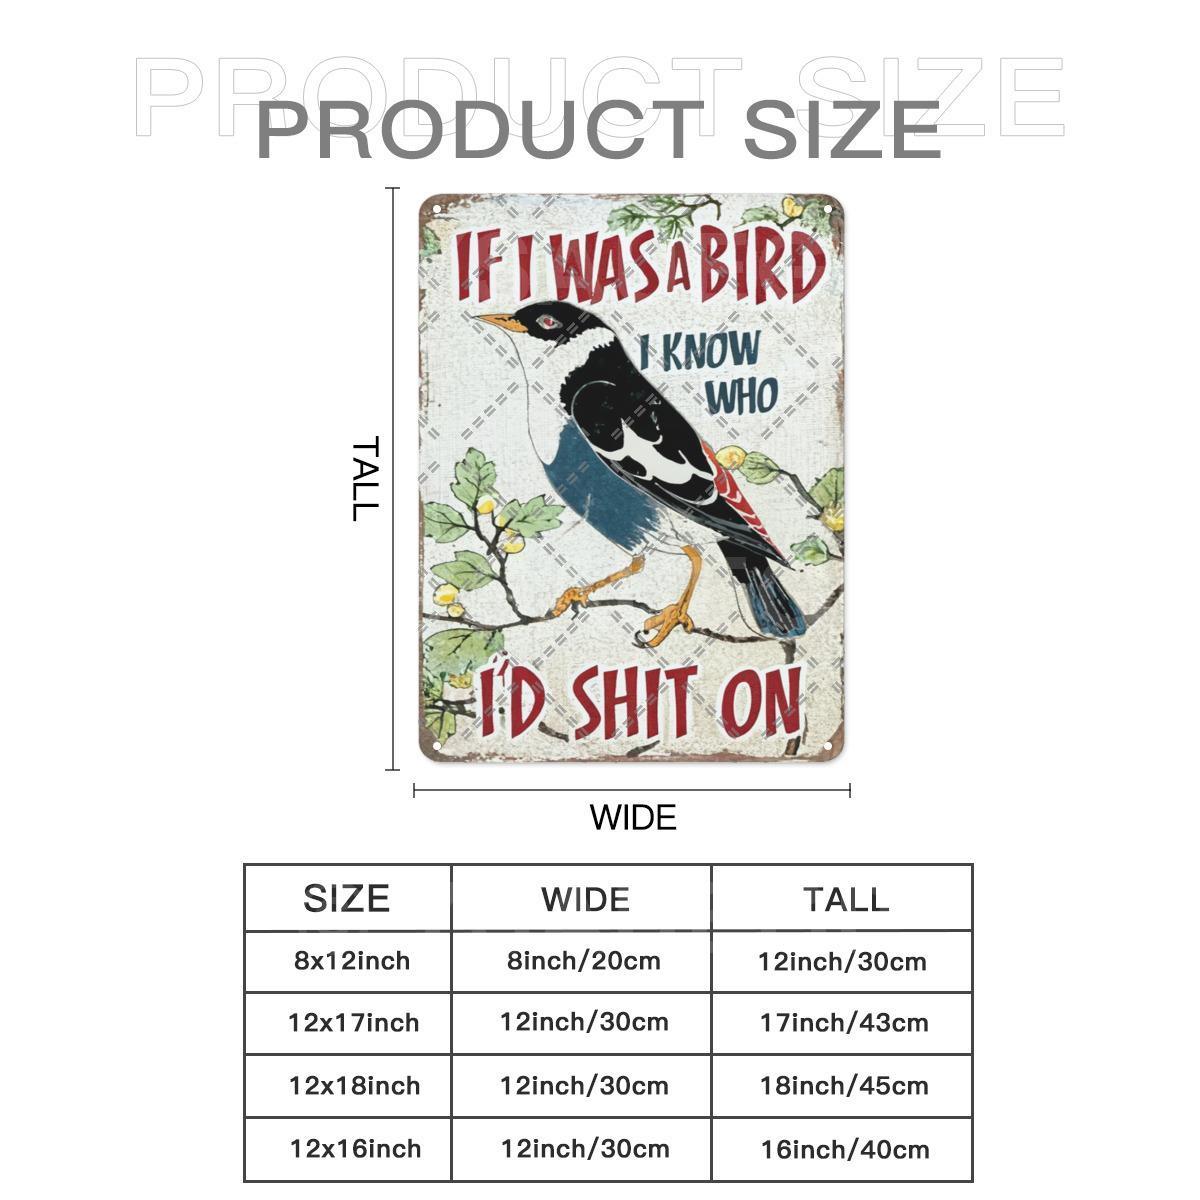 PRODUCT SIZE
PRODUCT SIZE
IF I WAS A BIRD
I KNOW
WHO
I'D SHIT ON
TALL
WIDE
SIZE WIDE TALL
8x12inch 8inch/20cm 12inch/30cm
12x17inch 12inch/30cm 17inch/43cm
12x18inch 12inch/30cm 18inch/45cm
12x16inch 12inch/30cm 16inch/40cm